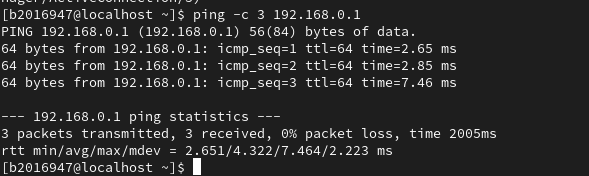 [b2016947@localhost ~]$ ping -c 3 192.168.0.1
PING 192.168.0.1 (192.168.0.1) 56(84) bytes of data.
64 bytes from 192.168.0.1: icmp_seq=1 ttl=64 time=2.65 ms
64 bytes from 192.168.0.1: icmp_seq=2 ttl=64 time=2.85 ms
64 bytes from 192.168.0.1: icmp_seq=3 ttl=64 time=7.46 ms

--- 192.168.0.1 ping statistics ---
3 packets transmitted, 3 received, 0% packet loss, time 2005ms
rtt min/avg/max/mdev = 2.651/4.322/7.464/2.223 ms
[b2016947@localhost ~]$